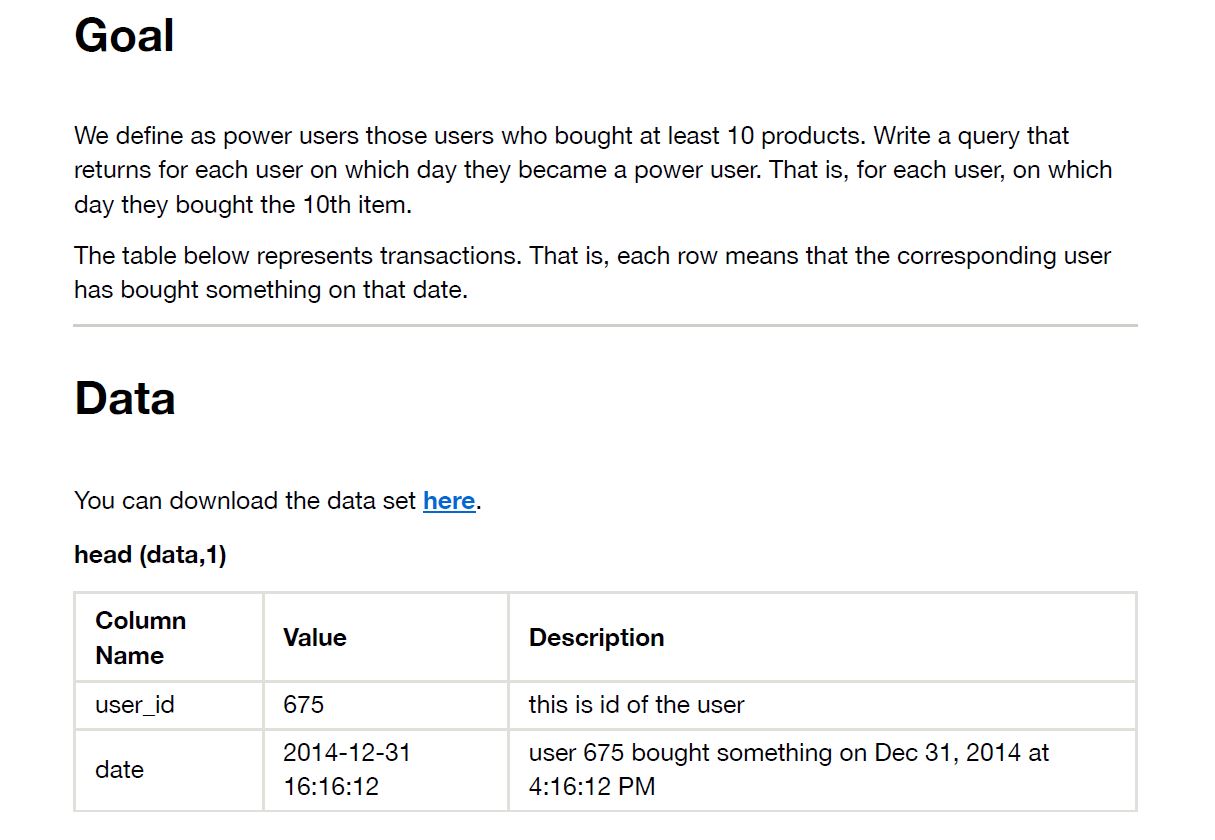 Goal
We define as power users those users who bought at least 10 products. Write a query that
returns for each user on which day they became a power user. That is, for each user, on which
day they bought the 10th item.
The table below represents transactions. That is, each row means that the corresponding user
has bought something on that date.
Data
You can download the data set here.
head (data,1)
Column
Name
Value
Description
user_id
675
this is id of the user
date
2014-12-31
16:16:12
user 675 bought something on Dec 31, 2014 at
4:16:12 PM